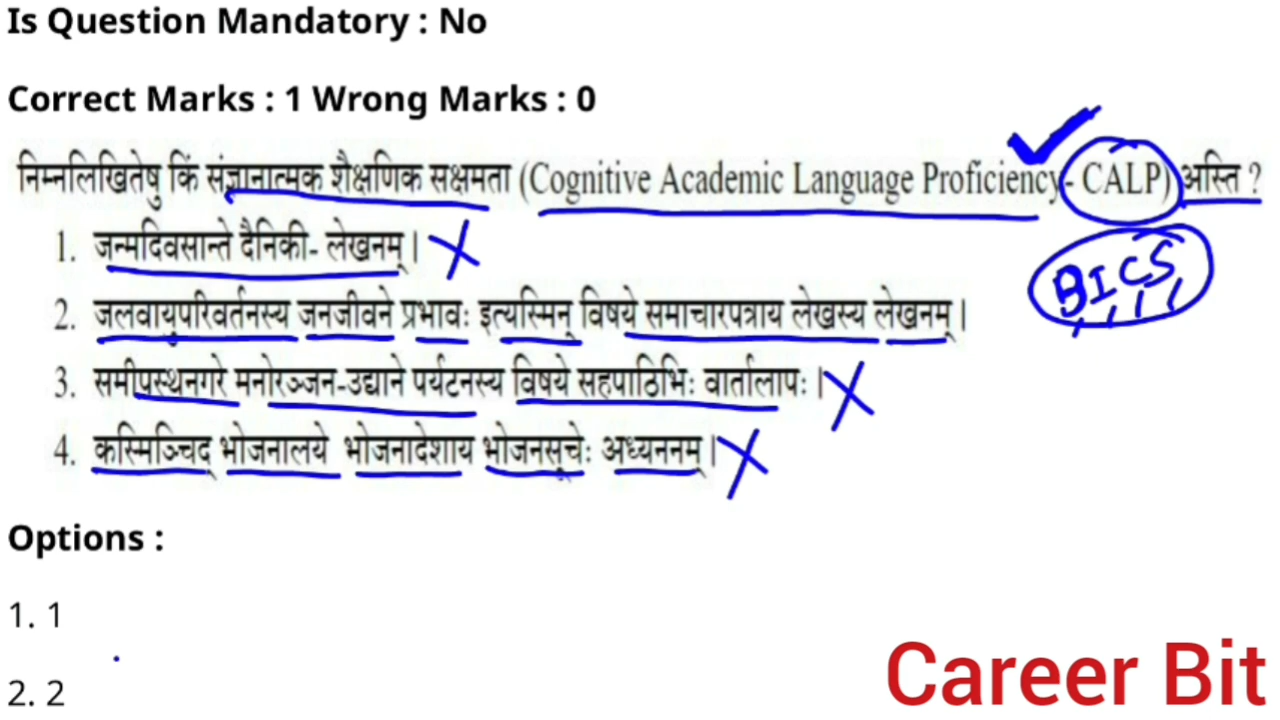 Is Question Mandatory : No
Correct Marks : 1 Wrong Marks : 0
निम्नलिखितेषु किं संज्ञानात्मक शैक्षणिक सक्षमता (Cognitive Academic Language Proficiency- CALP) अस्ति ?
1. जन्मदिवसान्ते दैनिकी- लेखनम् ।
BICS
2. जलवायुपरिवर्तनस्य जनजीवने प्रभावः इत्यस्मिन् विषये समाचारपत्राय लेखस्य लेखनम् ।
3. समीपस्थनगरे मनोरञ्जन-उद्याने पर्यटनस्य विषये सहपाठिभिः वार्तालापः ।
4. कस्मिञ्चिद् भोजनालये भोजनादेशाय भोजनसूचेः अध्यननम् ।
Options :
1. 1
2. 2
Career Bit